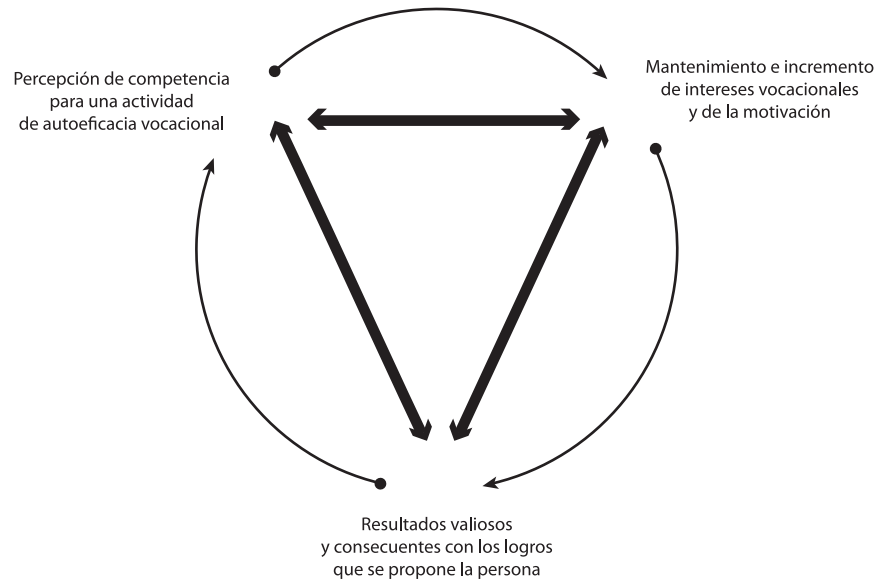 Percepción de competencia
para una actividad
de autoeficacia vocacional
Mantenimiento e incremento
de intereses vocacionales
y de la motivación
Resultados valiosos
y consecuentes con los logros
que se propone la persona